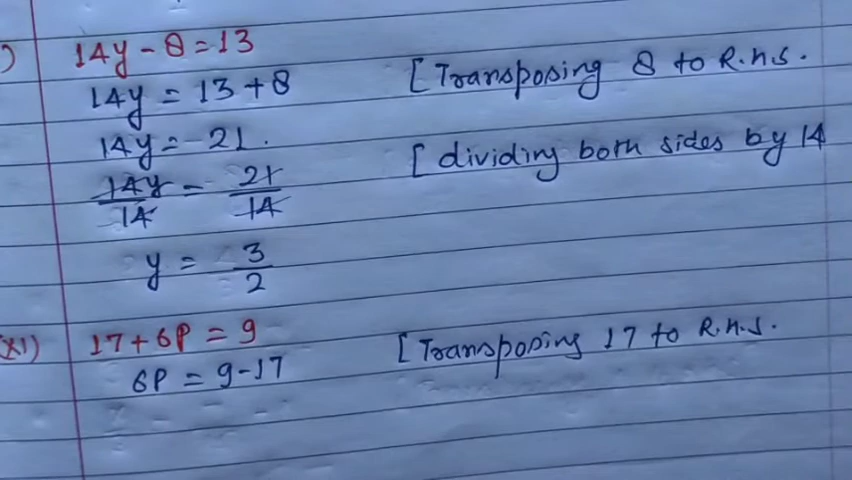 )
14y - 8 = 13
14y = 13 + 8 [Transposing 8 to R.H.S.
14y = 21.
14y/14 = 21/14 [dividing both sides by 14
y = 3/2
(XI) 17 + 6P = 9
6P = 9 - 17 [Transposing 17 to R.H.S.